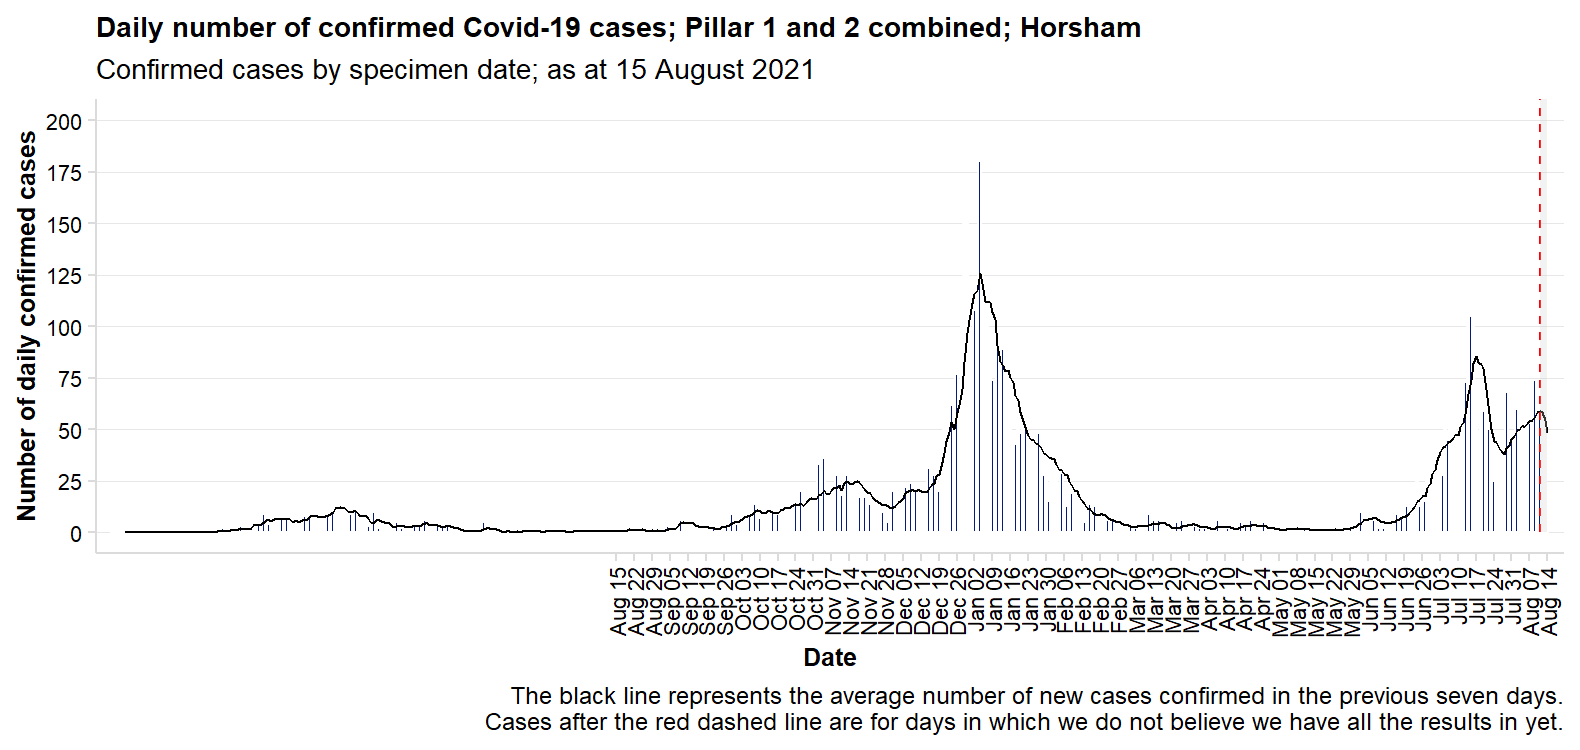 Daily number of confirmed Covid-19 cases; Pillar 1 and 2 combined; Horsham
Confirmed cases by specimen date; as at 15 August 2021
Number of daily confirmed cases
200
175
150
125
100
75
50
25
0
Aug 15
Aug 22
Aug 29
Sep 05
Sep 12
Sep 19
Sep 26
Oct 03
Oct 10
Oct 17
Oct 24
Oct 31
Nov 07
Nov 14
Nov 21
Nov 28
Dec 05
Dec 12
Dec 19
Dec 26
Jan 02
Jan 09
Jan 16
Jan 23
Jan 30
Feb 06
Feb 13
Feb 20
Feb 27
Mar 06
Mar 13
Mar 20
Mar 27
Apr 03
Apr 10
Apr 17
Apr 24
May 01
May 08
May 15
May 22
May 29
Jun 05
Jun 12
Jun 19
Jun 26
Jul 03
Jul 10
Jul 17
Jul 24
Jul 31
Aug 07
Aug 14
Date
The black line represents the average number of new cases confirmed in the previous seven days.
Cases after the red dashed line are for days in which we do not believe we have all the results in yet.